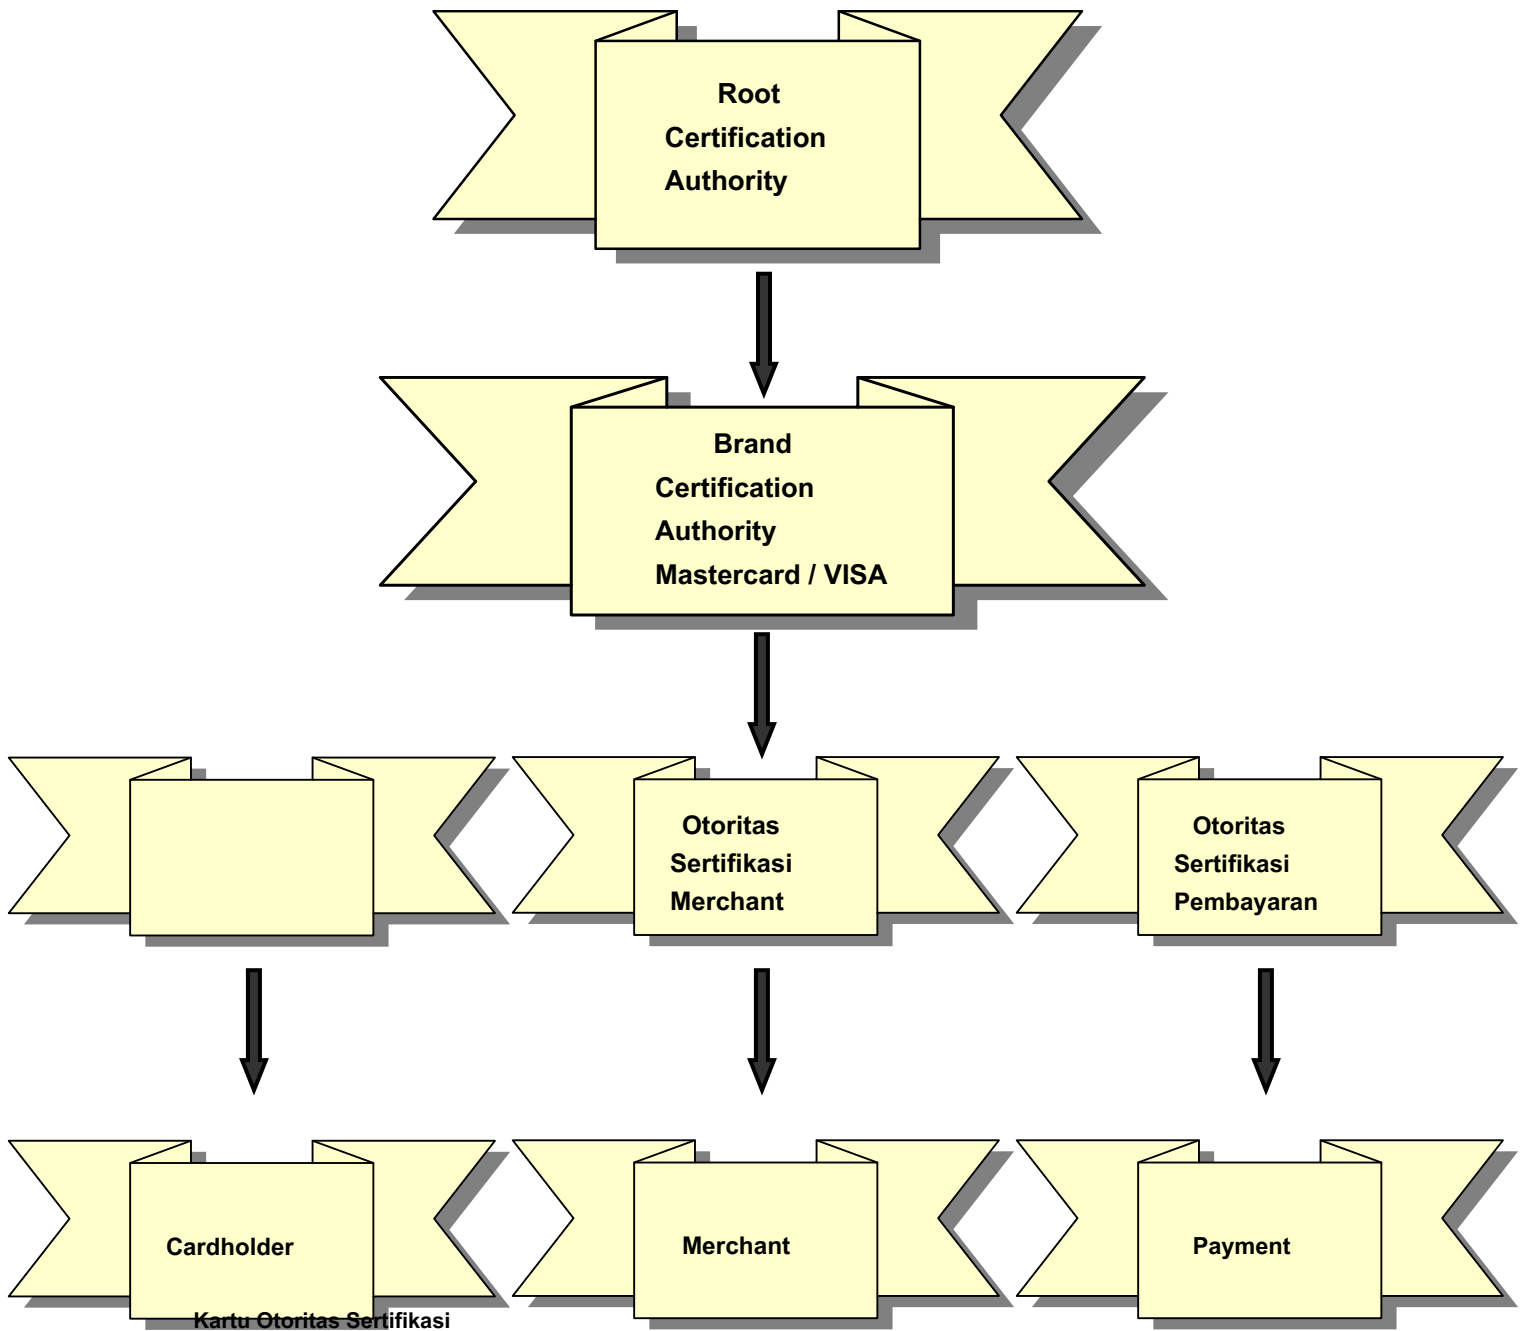 Root
Certification
Authority
Brand
Certification
Authority
Mastercard / VISA
Otoritas
Sertifikasi
Merchant
Otoritas
Sertifikasi
Pembayaran
Cardholder
Merchant
Payment
Kartu Otoritas Sertifikasi